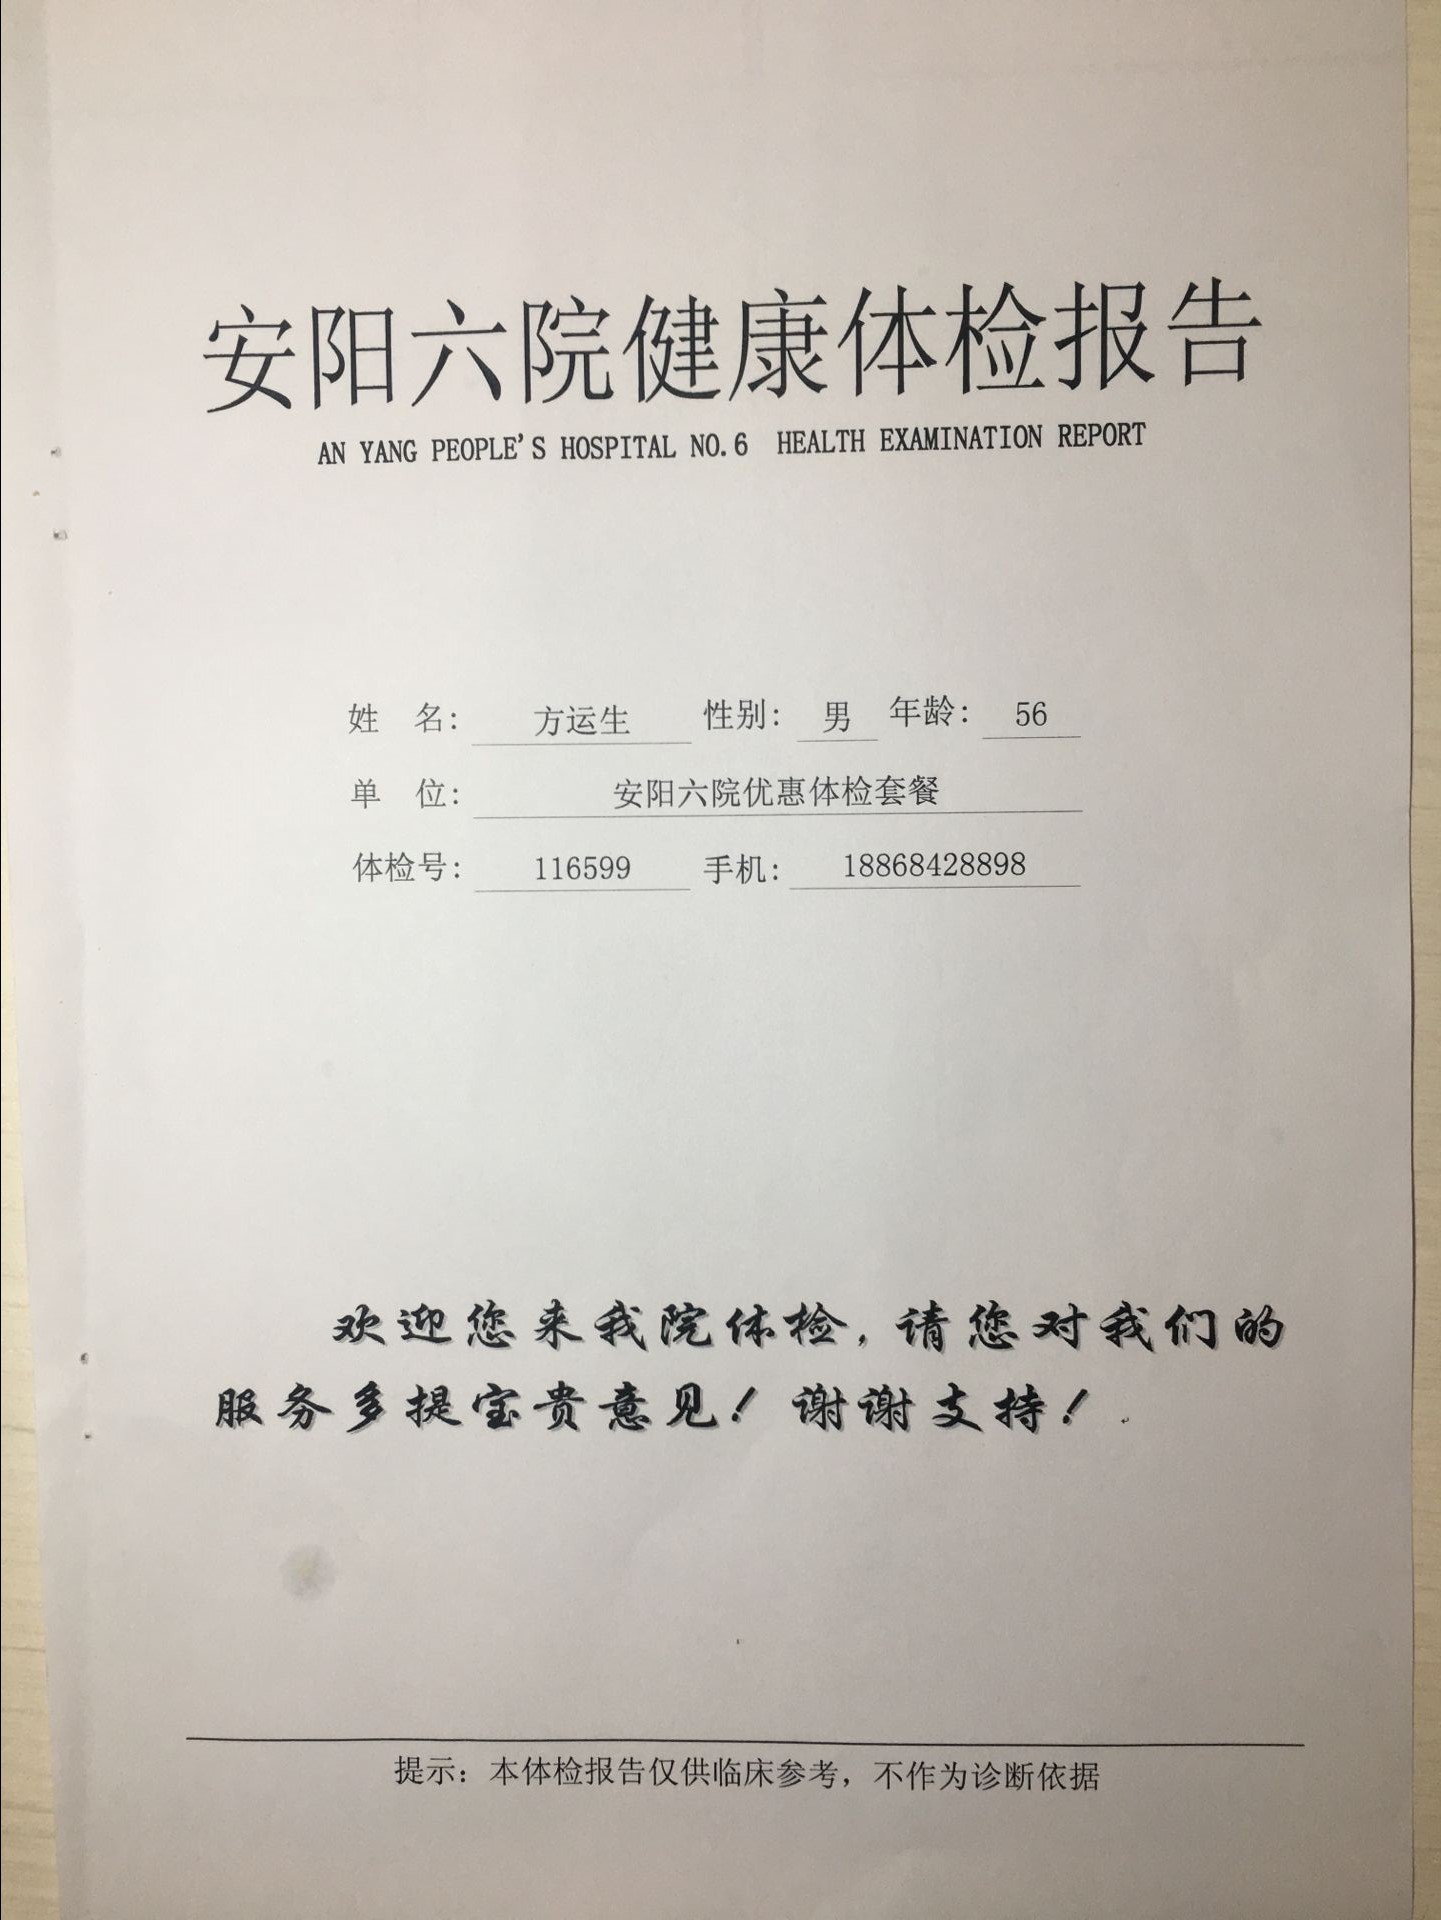 安阳六院健康体检报告
AN YANG PEOPLE'S HOSPITAL NO.6 HEALTH EXAMINATION REPORT
姓 名： 方运生 性别： 男 年龄： 56
单 位： 安阳六院优惠体检套餐
体检号： 116599 手机： 18868428898
欢迎您来我院体检，请您对我们的
服务多提宝贵意见！谢谢支持！
提示：本体检报告仅供临床参考，不作为诊断依据